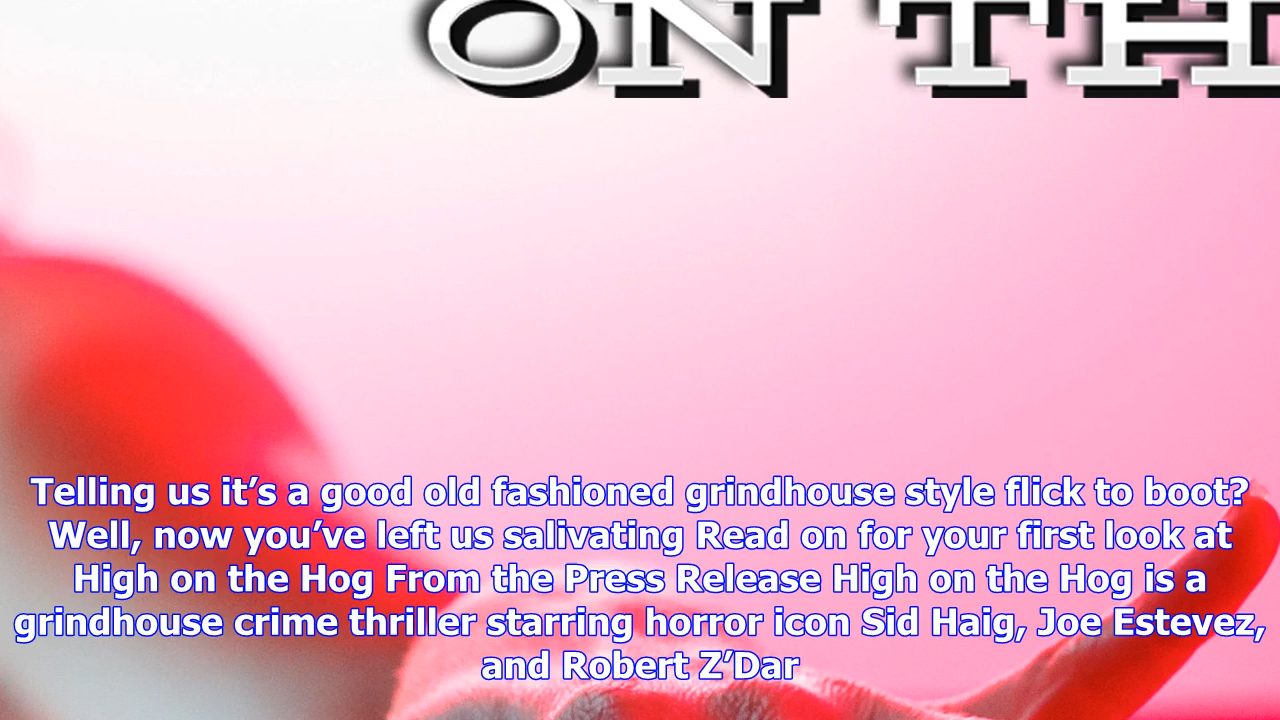 ON TH
Telling us it’s a good old fashioned grindhouse style flick to boot?
Well, now you’ve left us salivating Read on for your first look at
High on the Hog From the Press Release High on the Hog is a
grindhouse crime thriller starring horror icon Sid Haig, Joe Estevez,
and Robert Z’Dar